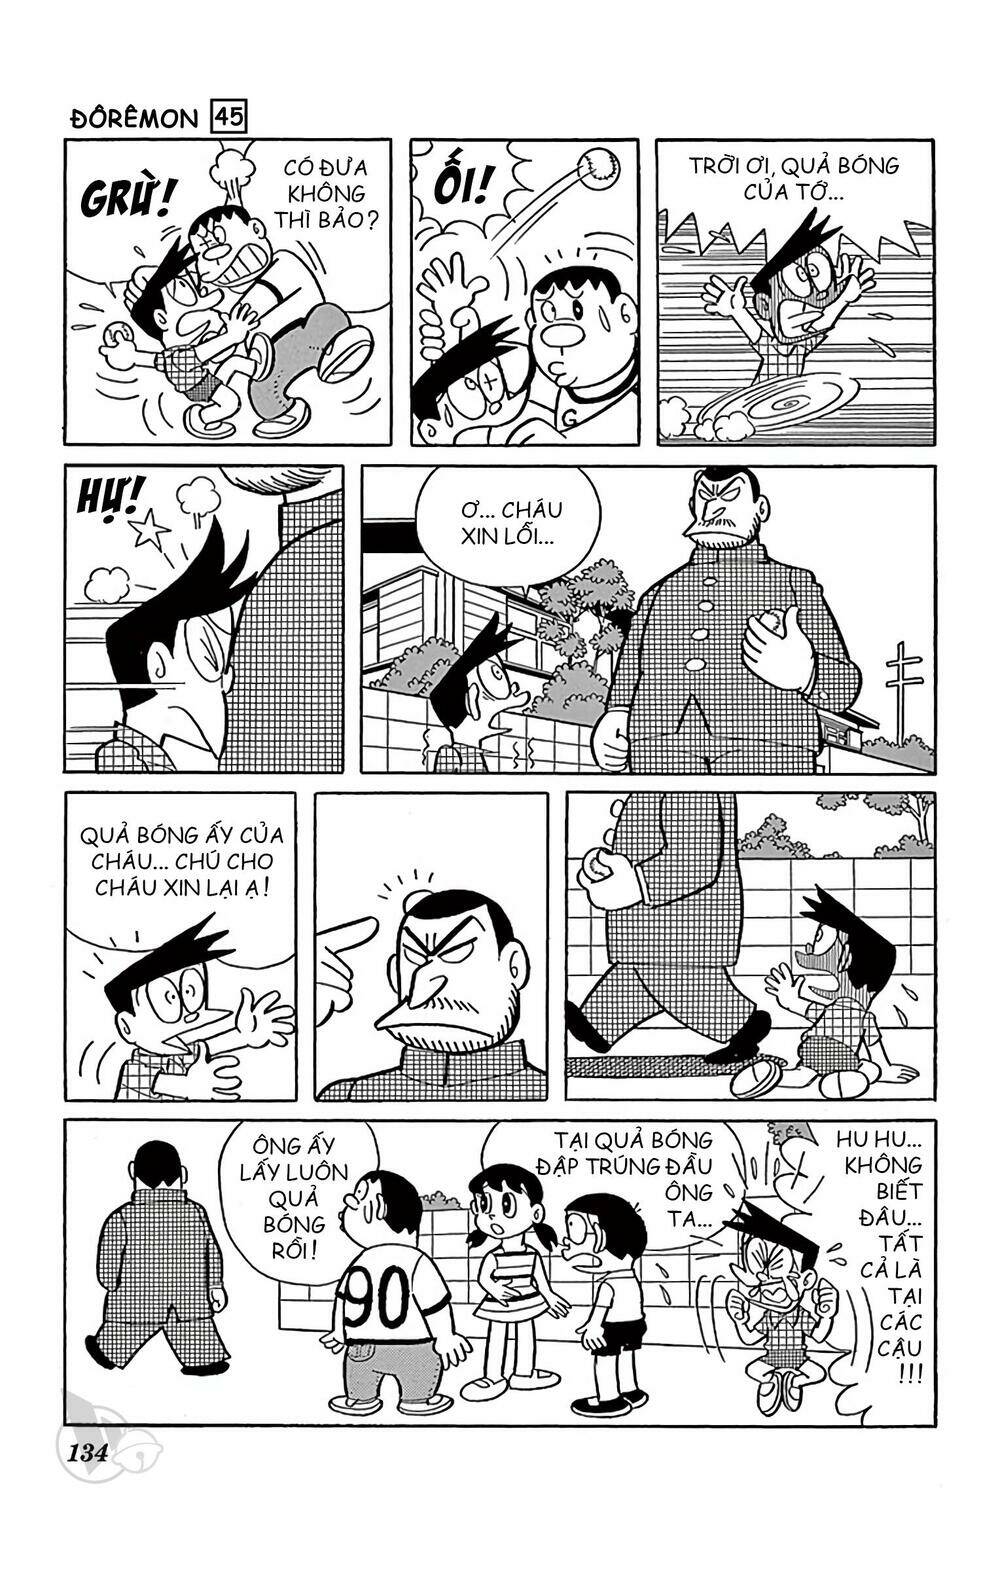 ĐÔRÊMON 45
GRỪ!
CÓ ĐƯA
KHÔNG
THÌ BẢO?
ỐI!
G
TRỜI ƠI, QUẢ BÓNG
CỦA TỚ...
HỰ!
Ơ... CHÁU
XIN LỖI...
QUẢ BÓNG ẤY CỦA
CHÁU... CHÚ CHO
CHÁU XIN LẠI Ạ!
ÔNG ẤY
LẤY LUÔN
QUẢ
BÓNG
RỒI!
90
TẠI QUẢ BÓNG
ĐẬP TRÚNG ĐẦU
ÔNG
TA...
HU HU...
KHÔNG
BIẾT
ĐÂU...
TẤT
CẢ LÀ
TẠI
CÁC
CẬU
!!!
134